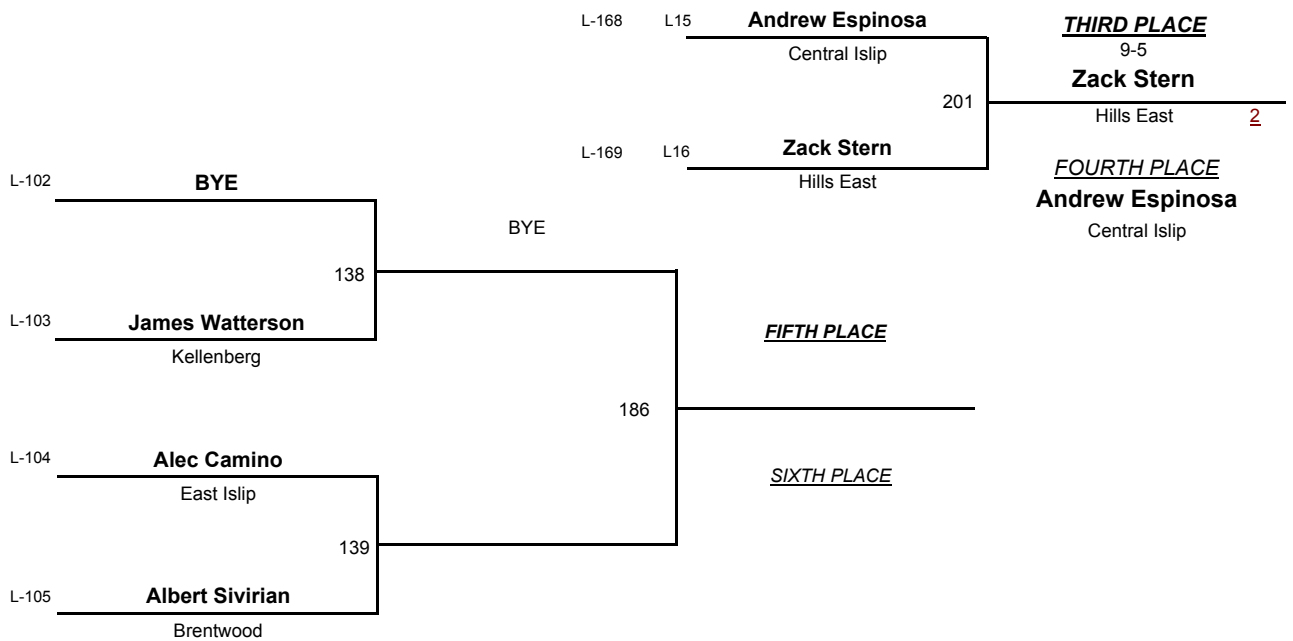 L-168 L15 Andrew Espinosa
Central Islip
201
L-169 L16 Zack Stern
Hills East
THIRD PLACE
9-5
Zack Stern
Hills East 2
FOURTH PLACE
Andrew Espinosa
Central Islip
L-102 BYE
138
L-103 James Watterson
Kellenberg
BYE
L-104 Alec Camino
East Islip
139
L-105 Albert Sivirian
Brentwood
186
FIFTH PLACE
SIXTH PLACE